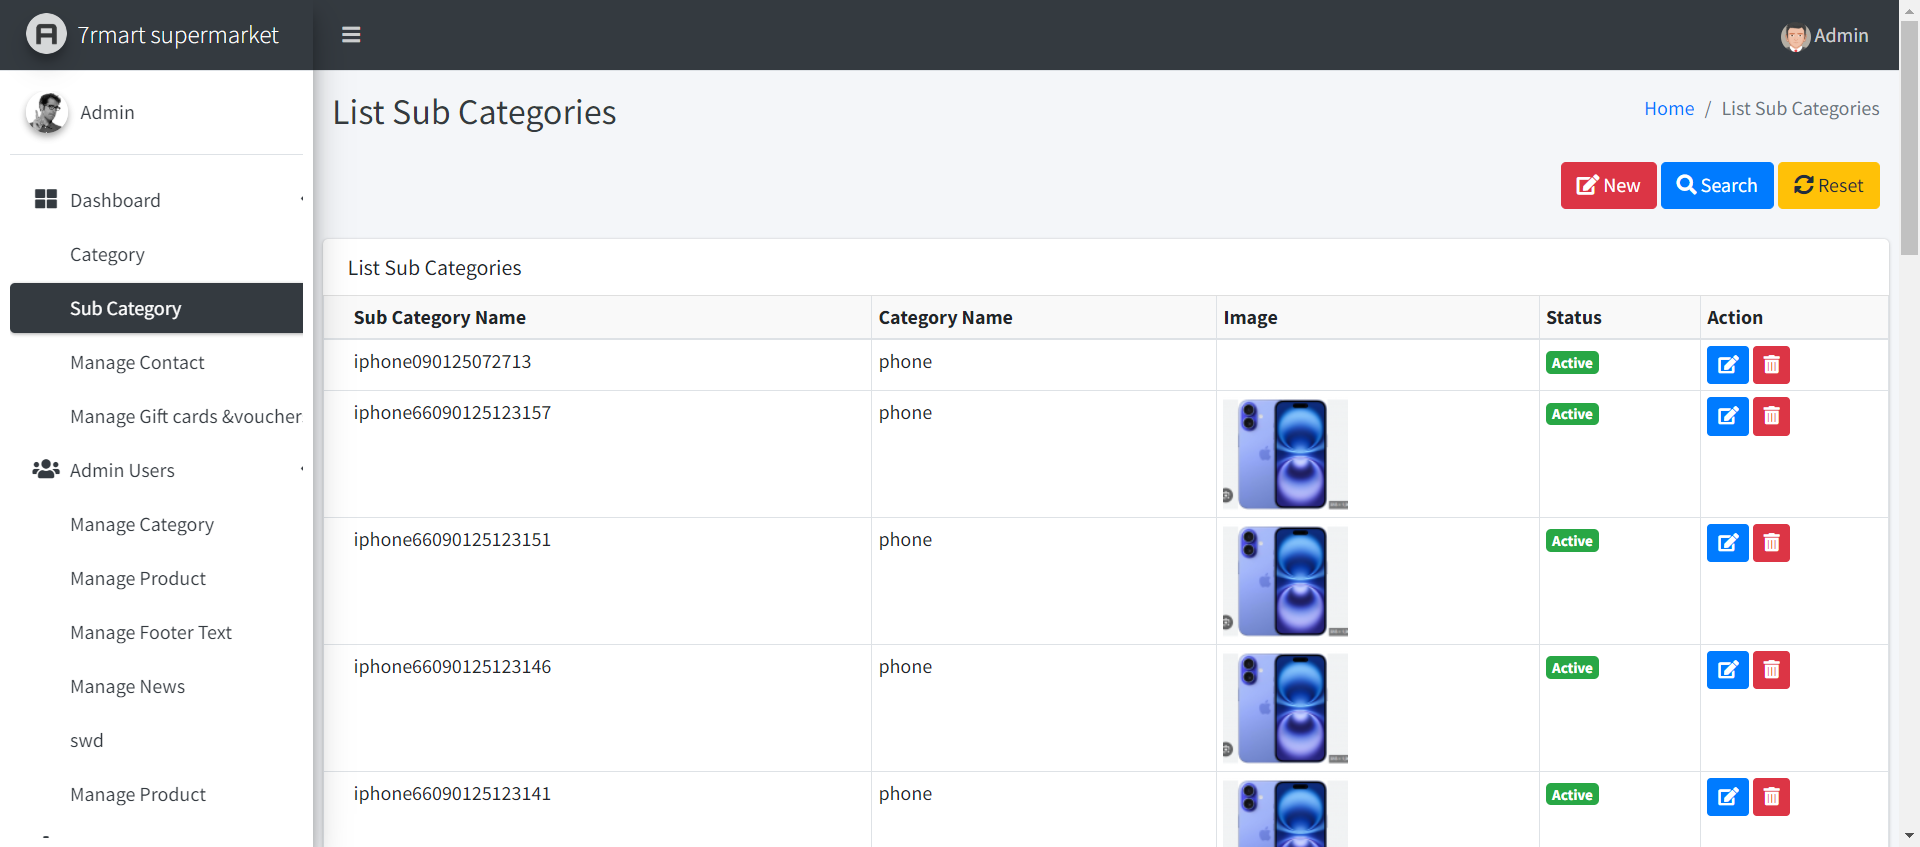 7rmart supermarket
Admin
Admin
List Sub Categories
Home / List Sub Categories
New
Search
Reset
Dashboard
Category
Sub Category
Manage Contact
Manage Gift cards &voucher
Admin Users
Manage Category
Manage Product
Manage Footer Text
Manage News
swd
Manage Product
List Sub Categories
Sub Category Name Category Name Image Status Action
iphone090125072713 phone Active
iphone66090125123157 phone Active
iphone66090125123151 phone Active
iphone66090125123146 phone Active
iphone66090125123141 phone Active